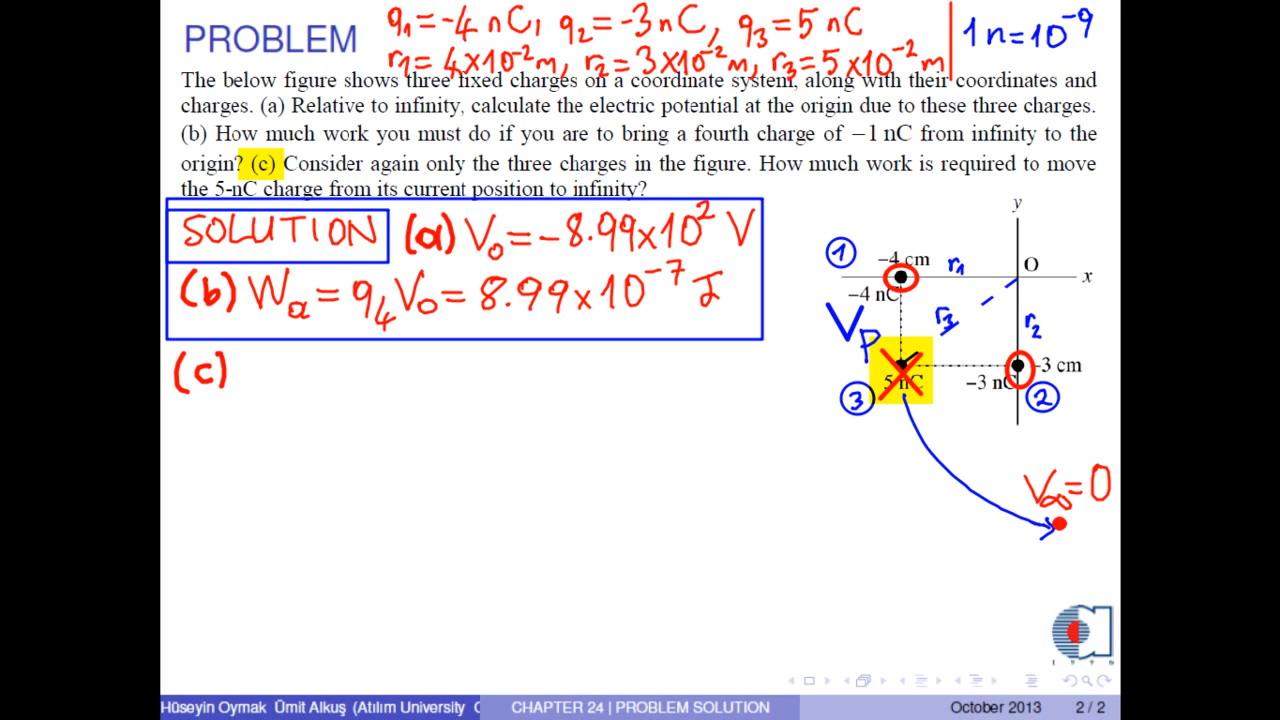 q1 = -4 nC, q2 = -3 nC, q3 = 5 nC | 1 n = 10^-9
PROBLEM
r1 = 4×10^-2 m, r2 = 3×10^-2 m, r3 = 5×10^-2 m
The below figure shows three fixed charges on a coordinate system, along with their coordinates and
charges. (a) Relative to infinity, calculate the electric potential at the origin due to these three charges.
(b) How much work you must do if you are to bring a fourth charge of −1 nC from infinity to the
origin? (c) Consider again only the three charges in the figure. How much work is required to move
the 5-nC charge from its current position to infinity?
SOLUTION (a) Vo = -8.99×10^2 V
(b) Wa = q4 Vo = 8.99×10^-7 J
(c)
y
1
−4 cm
r1
O
x
−4 nC
Vp
r3
r2
5 nC
−3 nC
-3 cm
3
2
V∞ = 0
1996
Hüseyin Oymak Ümit Alkuş (Atılım University C
CHAPTER 24 | PROBLEM SOLUTION
October 2013
2 / 2